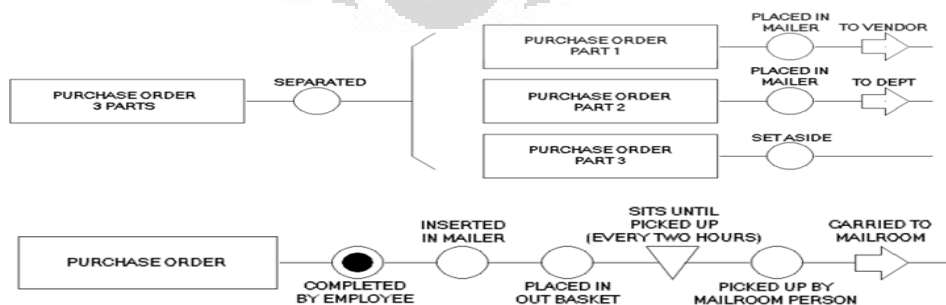 PLACED IN
MAILER
TO VENDOR
PURCHASE ORDER
PART 1
SEPARATED
PLACED IN
MAILER
TO DEPT
PURCHASE ORDER
3 PARTS
PURCHASE ORDER
PART 2
SET ASIDE
PURCHASE ORDER
PART 3
PURCHASE ORDER
COMPLETED
BY EMPLOYEE
INSERTED
IN MAILER
PLACED IN
OUT BASKET
SITS UNTIL
PICKED UP
(EVERY TWO HOURS)
PICKED UP BY
MAILROOM PERSON
CARRIED TO
MAILROOM